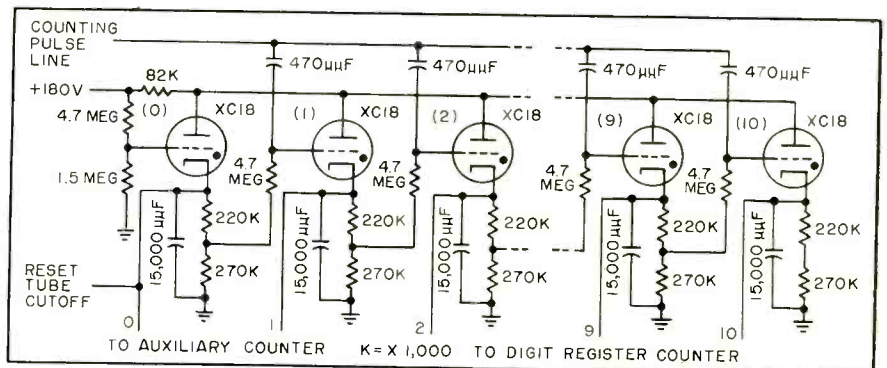 COUNTING
PULSE
LINE
470μμF
470μμF
470μμF
470μμF
+180V
82K
(0)
XC18
(1)
XC18
(2)
XC18
(9)
XC18
(10)
XC18
4.7 MEG
1.5 MEG
4.7
MEG
4.7
MEG
4.7
MEG
4.7
MEG
15,000μμF
220K
270K
15,000μμF
220K
270K
15,000μμF
220K
270K
15,000μμF
220K
270K
15,000μμF
220K
270K
RESET
TUBE
CUTOFF
0
1
2
9
10
TO AUXILIARY COUNTER K=X 1,000 TO DIGIT REGISTER COUNTER